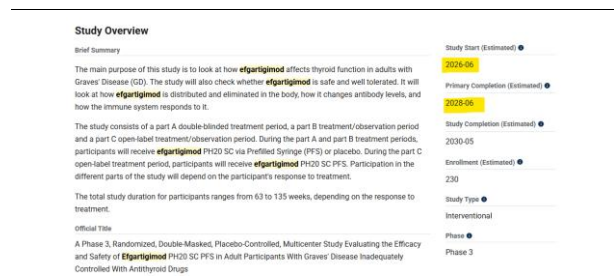 Study Overview
Brief Summary
The main purpose of this study is to look at how efgartigimod affects thyroid function in adults with
Graves' Disease (GD). The study will also check whether efgartigimod is safe and well tolerated. It will
look at how efgartigimod is distributed and eliminated in the body, how it changes antibody levels, and
how the immune system responds to it.
The study consists of a part A double-blinded treatment period, a part B treatment/observation period
and a part C open-label treatment/observation period. During the part A and part B treatment periods,
participants will receive efgartigimod PH20 SC via Prefilled Syringe (PFS) or placebo. During the part C
open-label treatment period, participants will receive efgartigimod PH20 SC PFS. Participation in the
different parts of the study will depend on the participant's response to treatment.
The total study duration for participants ranges from 63 to 135 weeks, depending on the response to
treatment.
Official Title
A Phase 3, Randomized, Double-Masked, Placebo-Controlled, Multicenter Study Evaluating the Efficacy
and Safety of Efgartigimod PH20 SC PFS in Adult Participants With Graves' Disease Inadequately
Controlled With Antithyroid Drugs
Study Start (Estimated)
2026-06
Primary Completion (Estimated)
2028-06
Study Completion (Estimated)
2030-05
Enrollment (Estimated)
230
Study Type
Interventional
Phase
Phase 3